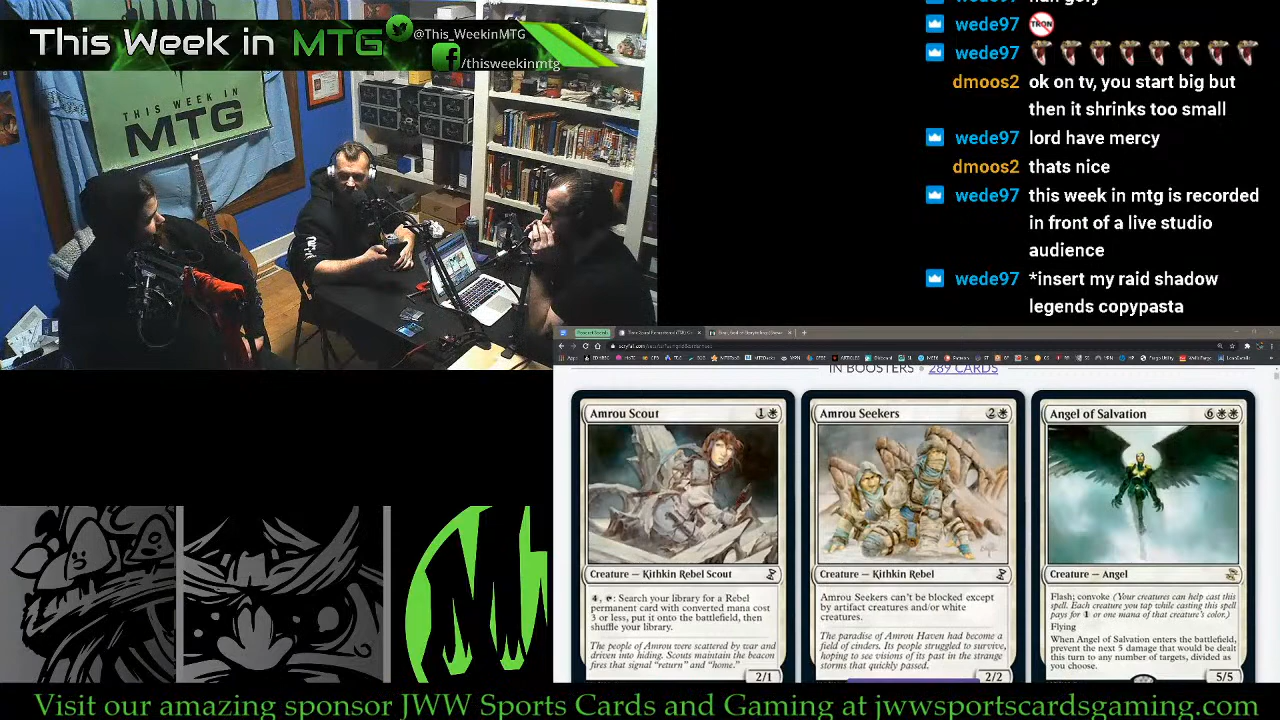 This Week in MTG
@This_WeekinMTG
/thisweekinmtg
THIS WEEK IN
MTG
wede97
wede97
dmoos2 ok on tv, you start big but
then it shrinks too small
wede97 lord have mercy
dmoos2 thats nice
wede97 this week in mtg is recorded
in front of a live studio
audience
wede97 *insert my raid shadow
legends copypasta
IN BOOSTERS • 289 CARDS
Amrou Scout 1
Creature — Kithkin Rebel Scout
4, : Search your library for a Rebel
permanent card with converted mana cost
3 or less, put it onto the battlefield, then
shuffle your library.
The people of Amrou were scattered by war and
driven into hiding. Scouts maintain the beacon
fires that signal "return" and "home."
2/1
Amrou Seekers 2
Creature — Kithkin Rebel
Amrou Seekers can't be blocked except
by artifact creatures and/or white
creatures.
The paradise of Amrou Haven had become a
field of cinders. Its people struggled to survive,
hoping to see visions of its past in the strange
storms that quickly passed.
2/2
Angel of Salvation 6
Creature — Angel
Flash; convoke (Your creatures can help cast this
spell. Each creature you tap while casting this spell
pays for 1 or one mana of that creature's color.)
Flying
When Angel of Salvation enters the battlefield,
prevent the next 5 damage that would be dealt
this turn to any number of targets, divided as
you choose.
5/5
Visit our amazing sponsor JWW Sports Cards and Gaming at jwwsportscardsgaming.com